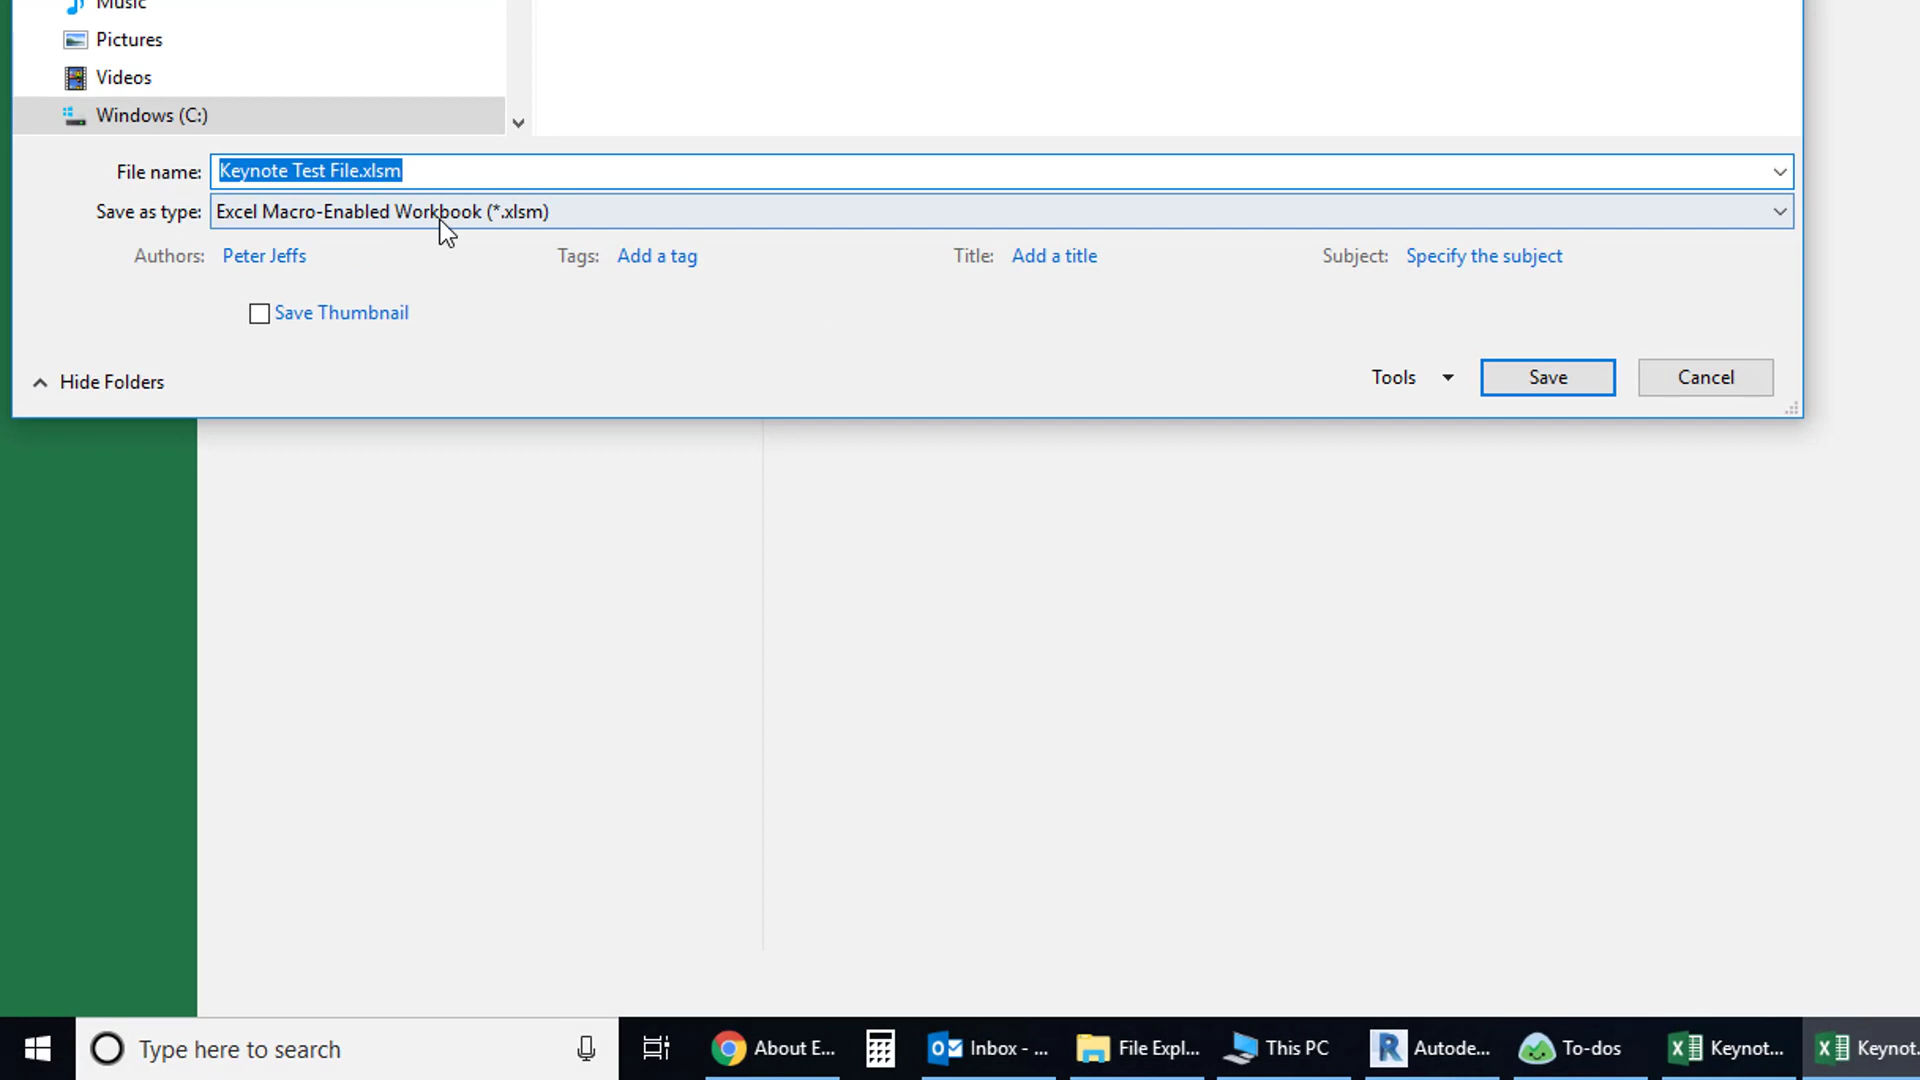 Music
Pictures
Videos
Windows (C:)
File name: Keynote Test File.xlsm
Save as type: Excel Macro-Enabled Workbook (*.xlsm)
Authors: Peter Jeffs Tags: Add a tag Title: Add a title Subject: Specify the subject
Save Thumbnail
Hide Folders Tools Save Cancel
Type here to search About E... Inbox - ... File Expl... This PC Autode... To-dos Keynot... Keynot.